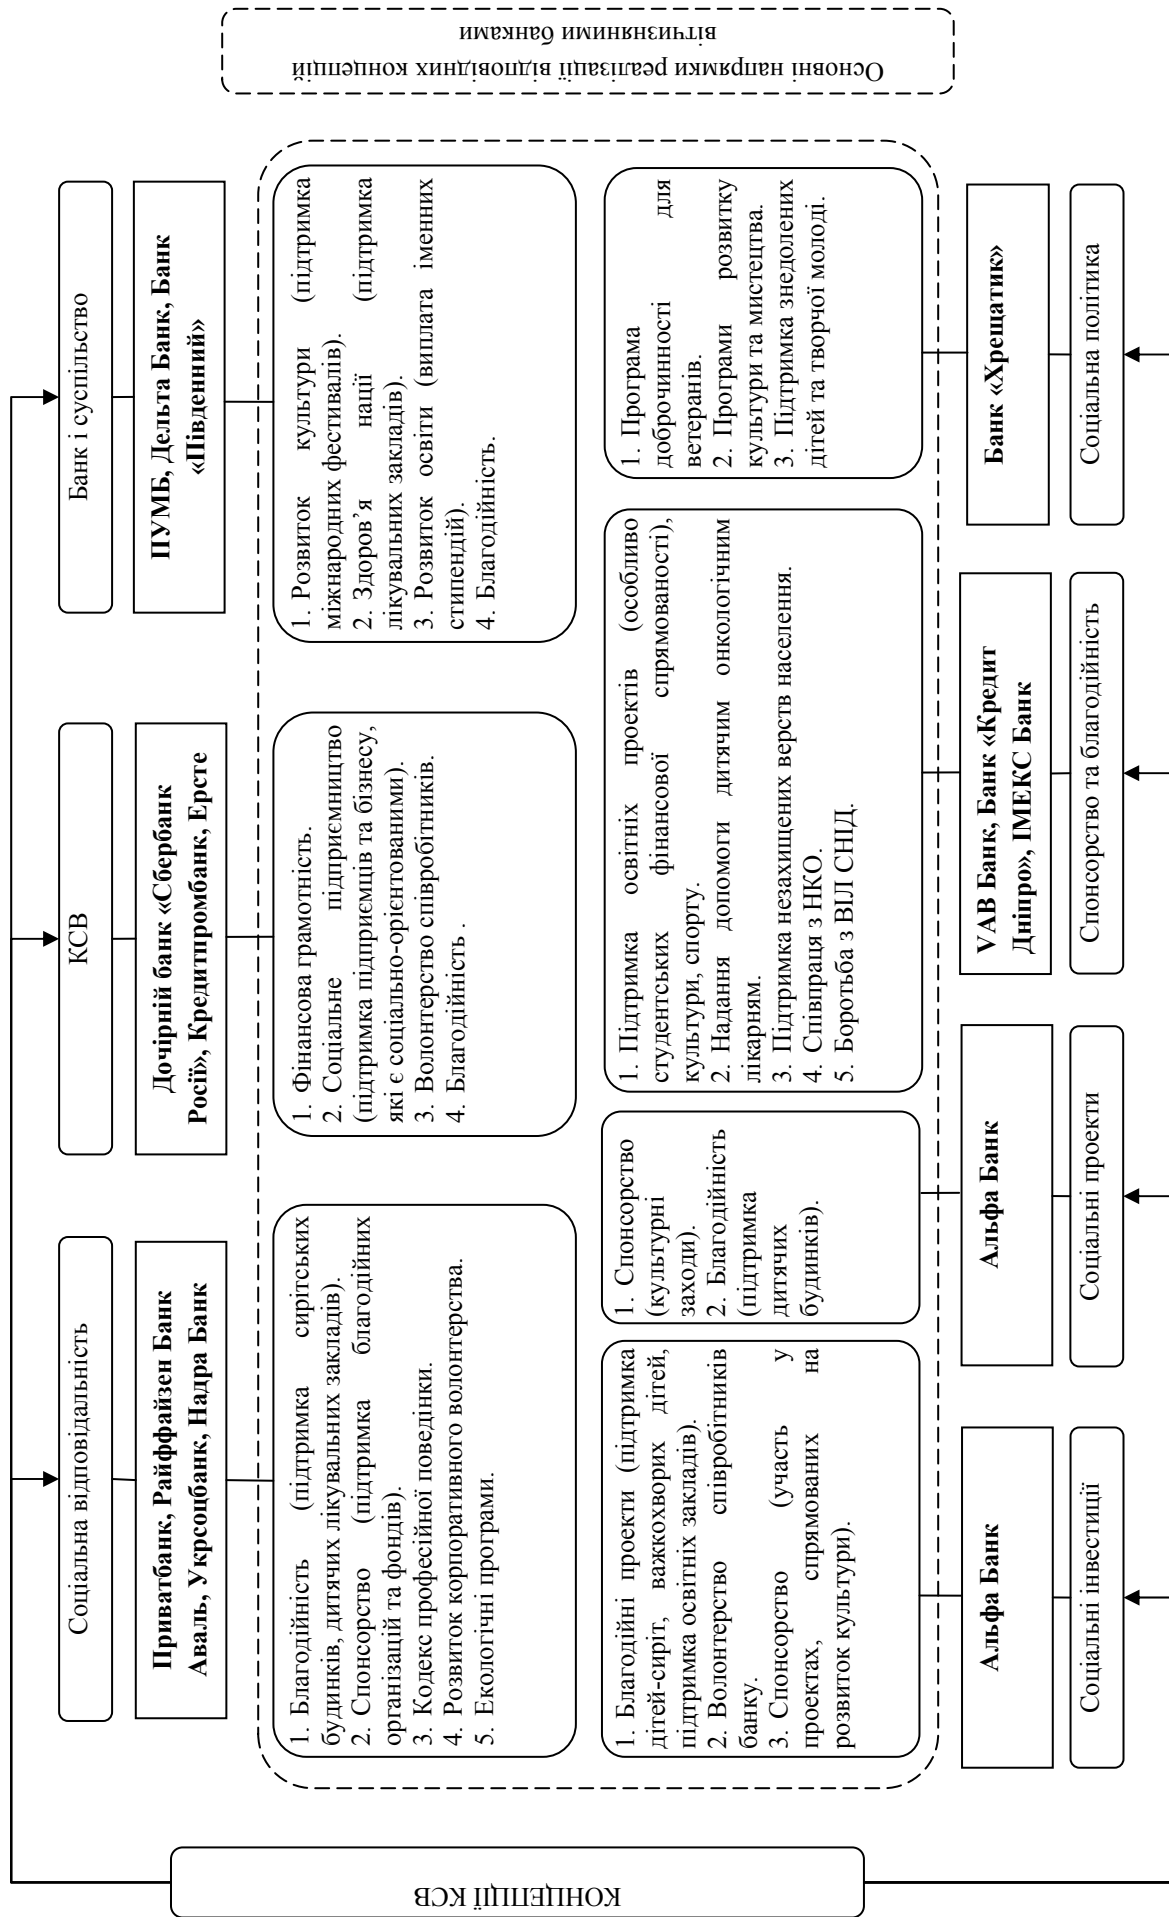 КОНЦЕПЦІЇ КСВ
Соціальна відповідальність
Приватбанк, Райффайзен Банк
Аваль, Укрсоцбанк, Надра Банк
1. Благодійність (підтримка сирітських
будинків, дитячих лікувальних закладів).
2. Спонсорство (підтримка благодійних
організацій та фондів).
3. Кодекс професійної поведінки.
4. Розвиток корпоративного волонтерства.
5. Екологічні програми.
КСВ
Дочірній банк «Сбербанк
Росії», Кредитпромбанк, Ерсте
1. Фінансова грамотність.
2. Соціальне підприємництво
(підтримка підприємців та бізнесу,
які є соціально-орієнтованими).
3. Волонтерство співробітників.
4. Благодійність .
Банк і суспільство
ПУМБ, Дельта Банк, Банк
«Південний»
1. Розвиток культури (підтримка
міжнародних фестивалів).
2. Здоров’я нації (підтримка
лікувальних закладів).
3. Розвиток освіти (виплата іменних
стипендій).
4. Благодійність.
1. Благодійні проекти (підтримка
дітей-сиріт, важкохворих дітей,
підтримка освітніх закладів).
2. Волонтерство співробітників
банку.
3. Спонсорство (участь у
проектах, спрямованих на
розвиток культури).
Альфа Банк
Соціальні інвестиції
1. Спонсорство
(культурні
заходи).
2. Благодійність
(підтримка
дитячих
будинків).
Альфа Банк
Соціальні проекти
1. Підтримка освітніх проектів (особливо
студентських фінансової спрямованості),
культури, спорту.
2. Надання допомоги дитячим онкологічним
лікарням.
3. Підтримка незахищених верств населення.
4. Співпраця з НКО.
5. Боротьба з ВІЛ СНІД.
VAB Банк, Банк «Кредит
Дніпро», ІМЕКС Банк
Спонсорство та благодійність
1. Програма
доброчинності для
ветеранів.
2. Програми розвитку
культури та мистецтва.
3. Підтримка знедолених
дітей та творчої молоді.
Банк «Хрещатик»
Соціальна політика
Основні напрямки реалізації відповідних концепцій
вітчизняними банками